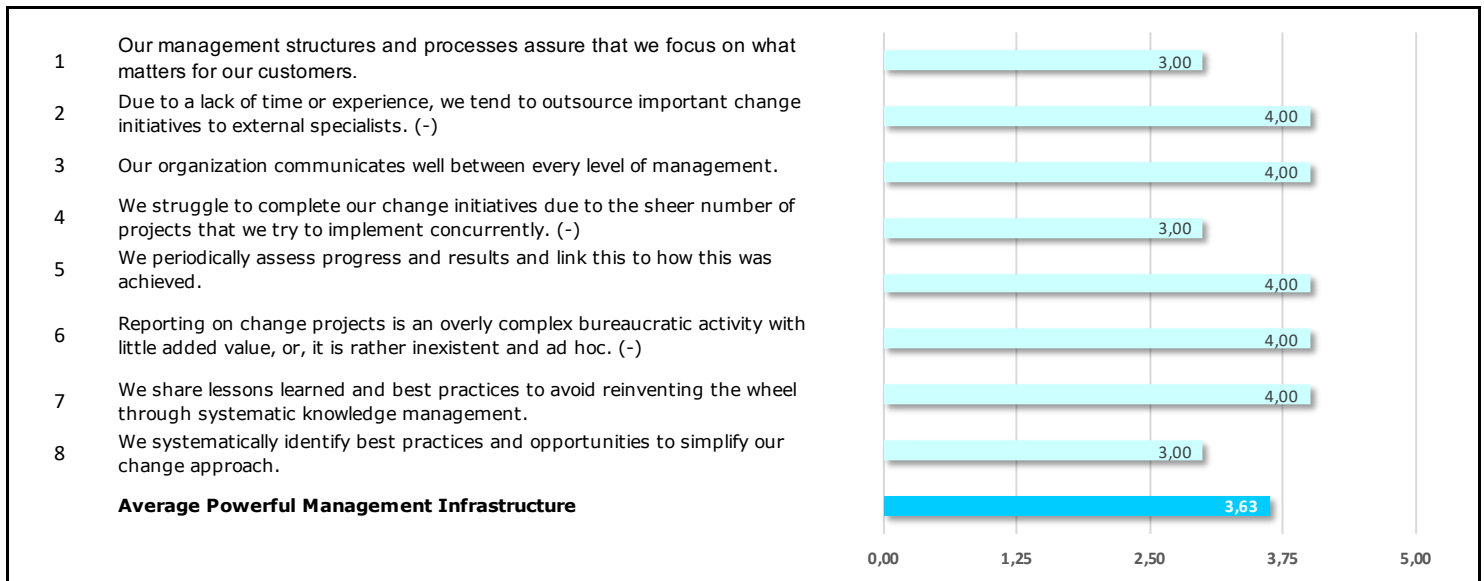 1
Our management structures and processes assure that we focus on what
matters for our customers.
3,00
2
Due to a lack of time or experience, we tend to outsource important change
initiatives to external specialists. (-)
4,00
3
Our organization communicates well between every level of management.
4,00
4
We struggle to complete our change initiatives due to the sheer number of
projects that we try to implement concurrently. (-)
3,00
5
We periodically assess progress and results and link this to how this was
achieved.
4,00
6
Reporting on change projects is an overly complex bureaucratic activity with
little added value, or, it is rather inexistent and ad hoc. (-)
4,00
7
We share lessons learned and best practices to avoid reinventing the wheel
through systematic knowledge management.
4,00
8
We systematically identify best practices and opportunities to simplify our
change approach.
3,00
Average Powerful Management Infrastructure
3,63
0,00 1,25 2,50 3,75 5,00